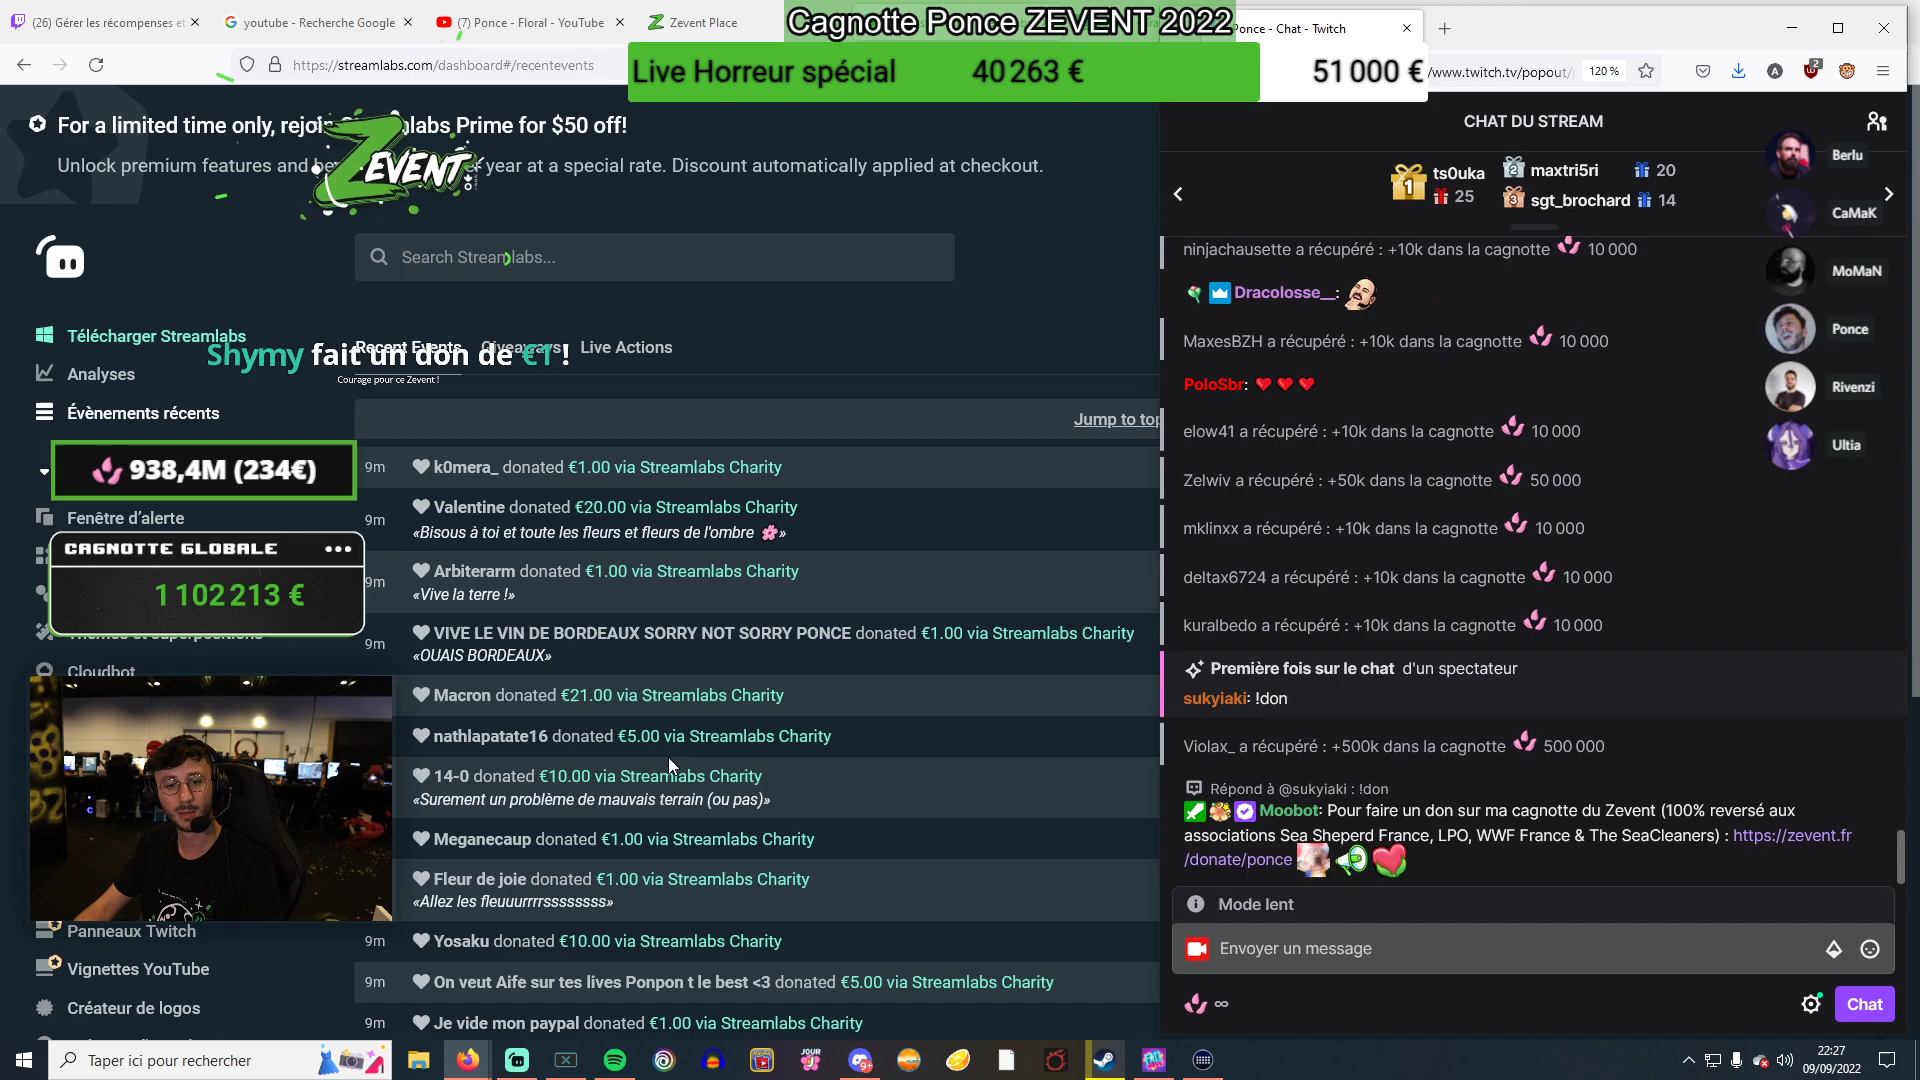 (26) Gérer les récompenses et
youtube - Recherche Google
(7) Ponce - Floral - YouTube
Zevent Place
Cagnotte Ponce ZEVENT 2022
Ponce - Chat - Twitch
https://streamlabs.com/dashboard#/recentevents
Live Horreur spécial 40 263 € 51 000 €
/www.twitch.tv/popout/
120 %
A
2
For a limited time only, rejoin Streamlabs Prime for $50 off!
ZEVENT
year at a special rate. Discount automatically applied at checkout.
Unlock premium features and
Search Streamlabs...
Télécharger Streamlabs
Recent Events Giveaways Live Actions
Shymy fait un don de €1 !
Courage pour ce Zevent !
Analyses
Évènements récents
Jump to top
938,4M (234€)
Fenêtre d'alerte
CAGNOTTE GLOBALE
1 102 213 €
Thèmes et superpositions
Cloudbot
Panneaux Twitch
Vignettes YouTube
Créateur de logos
9m k0mera_ donated €1.00 via Streamlabs Charity
9m Valentine donated €20.00 via Streamlabs Charity
«Bisous à toi et toute les fleurs et fleurs de l'ombre 🌸»
9m Arbiterarm donated €1.00 via Streamlabs Charity
«Vive la terre !»
9m VIVE LE VIN DE BORDEAUX SORRY NOT SORRY PONCE donated €1.00 via Streamlabs Charity
«OUAIS BORDEAUX»
Macron donated €21.00 via Streamlabs Charity
nathlapatate16 donated €5.00 via Streamlabs Charity
14-0 donated €10.00 via Streamlabs Charity
«Surement un problème de mauvais terrain (ou pas)»
Meganecaup donated €1.00 via Streamlabs Charity
Fleur de joie donated €1.00 via Streamlabs Charity
«Allez les fleuuurrrrssssssss»
9m Yosaku donated €10.00 via Streamlabs Charity
9m On veut Aife sur tes lives Ponpon t le best <3 donated €5.00 via Streamlabs Charity
9m Je vide mon paypal donated €1.00 via Streamlabs Charity
CHAT DU STREAM
1 ts0uka 25
2 maxtri5ri 20
3 sgt_brochard 14
Berlu
CaMaK
MoMaN
Ponce
Rivenzi
Ultia
ninjachausette a récupéré : +10k dans la cagnotte 10 000
Dracolosse__:
MaxesBZH a récupéré : +10k dans la cagnotte 10 000
PoloSbr: ❤ ❤ ❤
elow41 a récupéré : +10k dans la cagnotte 10 000
Zelwiv a récupéré : +50k dans la cagnotte 50 000
mklinxx a récupéré : +10k dans la cagnotte 10 000
deltax6724 a récupéré : +10k dans la cagnotte 10 000
kuralbedo a récupéré : +10k dans la cagnotte 10 000
Première fois sur le chat d'un spectateur
sukyiaki: !don
Violax_ a récupéré : +500k dans la cagnotte 500 000
Répond à @sukyiaki : !don
Moobot: Pour faire un don sur ma cagnotte du Zevent (100% reversé aux
associations Sea Sheperd France, LPO, WWF France & The SeaCleaners) : https://zevent.fr
/donate/ponce
Mode lent
Envoyer un message
∞
Chat
Taper ici pour rechercher
JOUR
9+
FALL
22:27
09/09/2022